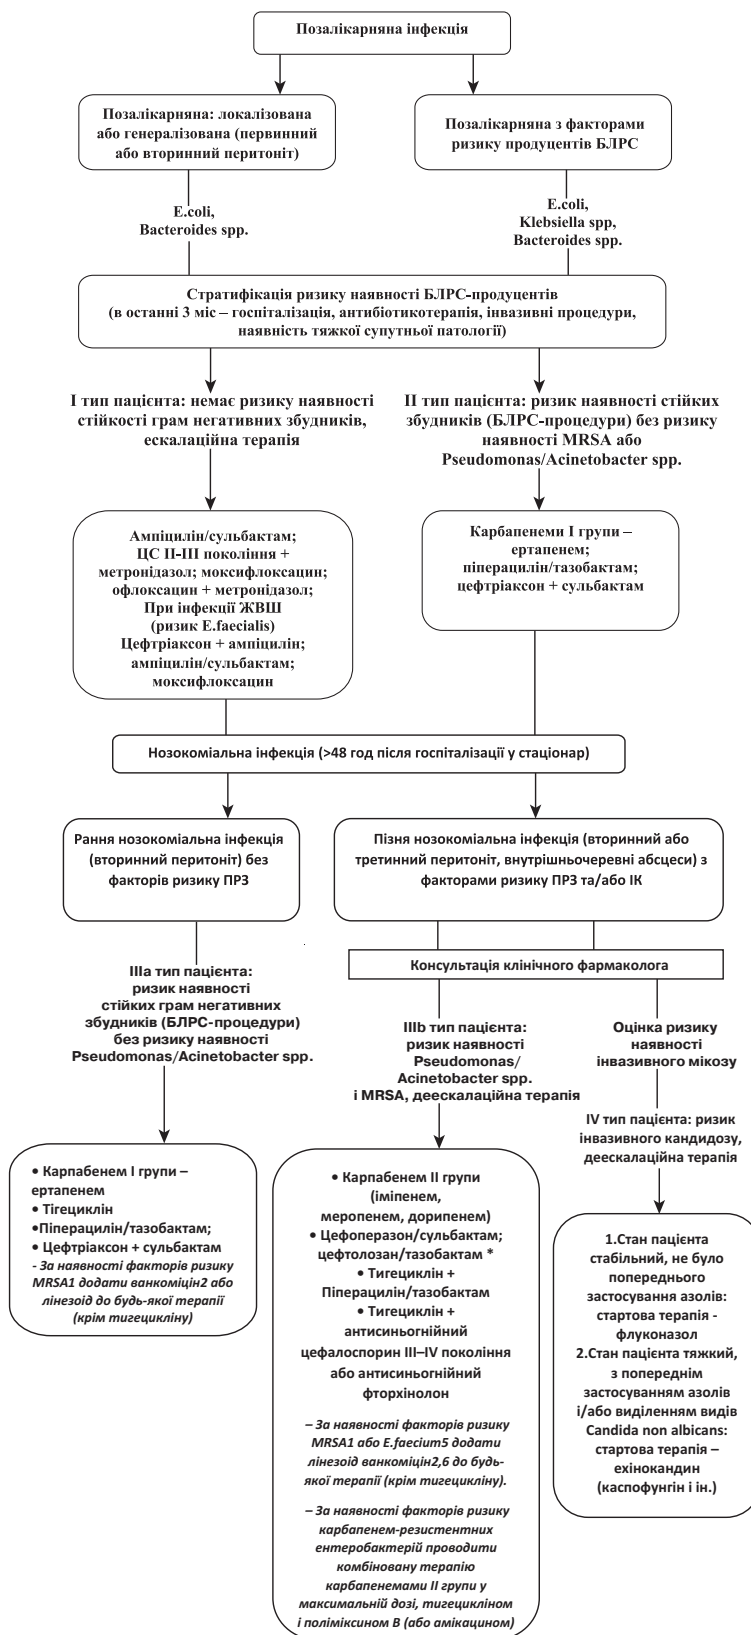 Позалікарняна інфекція
Позалікарняна: локалізована
або генералізована (первинний
або вторинний перитоніт)
Позалікарняна з факторами
ризику продуцентів БЛРС
E.coli,
Bacteroides spp.
E.coli,
Klebsiella spp,
Bacteroides spp.
Стратифікація ризику наявності БЛРС-продуцентів
(в останні 3 міс – госпіталізація, антибіотикотерапія, інвазивні процедури,
наявність тяжкої супутньої патології)
І тип пацієнта: немає ризику наявності
стійкості грам негативних збудників,
ескалаційна терапія
ІІ тип пацієнта: ризик наявності стійких
збудників (БЛРС-процедури) без ризику
наявності MRSA або
Pseudomonas/Acinetobacter spp.
Ампіцилін/сульбактам;
ЦС ІІ-ІІІ покоління +
метронідазол; моксифлоксацин;
офлоксацин + метронідазол;
При інфекції ЖВШ
(ризик E.faecialis)
Цефтріаксон + ампіцилін;
ампіцилін/сульбактам;
моксифлоксацин
Карбапенеми І групи –
ертапенем;
піперацилін/тазобактам;
цефтріаксон + сульбактам
Нозокоміальна інфекція (>48 год після госпіталізації у стаціонар)
Рання нозокоміальна інфекція
(вторинний перитоніт) без
факторів ризику ПРЗ
Пізня нозокоміальна інфекція (вторинний або
третинний перитоніт, внутрішньочеревні абсцеси) з
факторами ризику ПРЗ та/або ІК
Консультація клінічного фармаколога
ІІІа тип пацієнта:
ризик наявності
стійких грам негативних
збудників (БЛРС-процедури)
без ризику наявності
Pseudomonas/Acinetobacter spp.
ІІІb тип пацієнта:
ризик наявності
Pseudomonas/
Acinetobacter spp.
і MRSA, деескалаційна терапія
Оцінка ризику
наявності
інвазивного мікозу
IV тип пацієнта: ризик
інвазивного кандидозу,
деескалаційна терапія
• Карпабенем І групи –
ертапенем
• Тігециклін
•Піперацилін/тазобактам;
• Цефтріаксон + сульбактам
- За наявності факторів ризику
MRSA1 додати ванкоміцін2 або
лінезоїд до будь-якої терапії
(крім тигецикліну)
• Карпабенем ІІ групи
(іміпенем,
меропенем, дорипенем)
• Цефоперазон/сульбактам;
цефтолозан/тазобактам *
• Тигециклін +
Піперацилін/тазобактам
• Тигециклін +
антисиньогнійний
цефалоспорин ІІІ–IV покоління
або антисиньогнійний
фторхінолон
– За наявності факторів ризику
MRSA1 або E.faecium5 додати
лінезоїд ванкоміцін2,6 до будь-
якої терапії (крім тигецикліну).
– За наявності факторів ризику
карбапенем-резистентних
ентеробактерій проводити
комбіновану терапію
карбапенемами ІІ групи у
максимальній дозі, тигецикліном
і поліміксином В (або амікацином)
1.Стан пацієнта
стабільний, не було
попереднього
застосування азолів:
стартова терапія -
флуконазол
2.Стан пацієнта тяжкий,
з попереднім
застосуванням азолів
і/або виділенням видів
Candida non albicans:
стартова терапія –
ехінокандин
(каспофунгін і ін.)